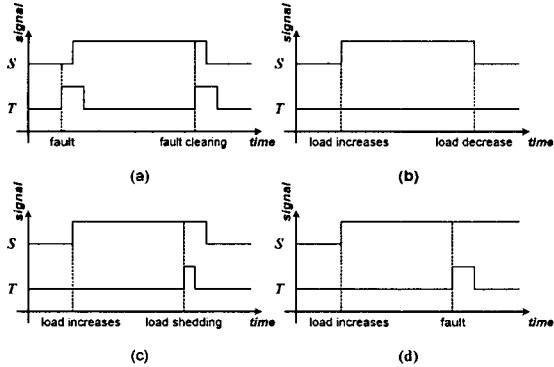 signal
S
T
fault
fault clearing
time
(a)
signal
S
T
load increases
load decrease
time
(b)
signal
S
T
load increases
load shedding
time
(c)
signal
S
T
load increases
fault
time
(d)